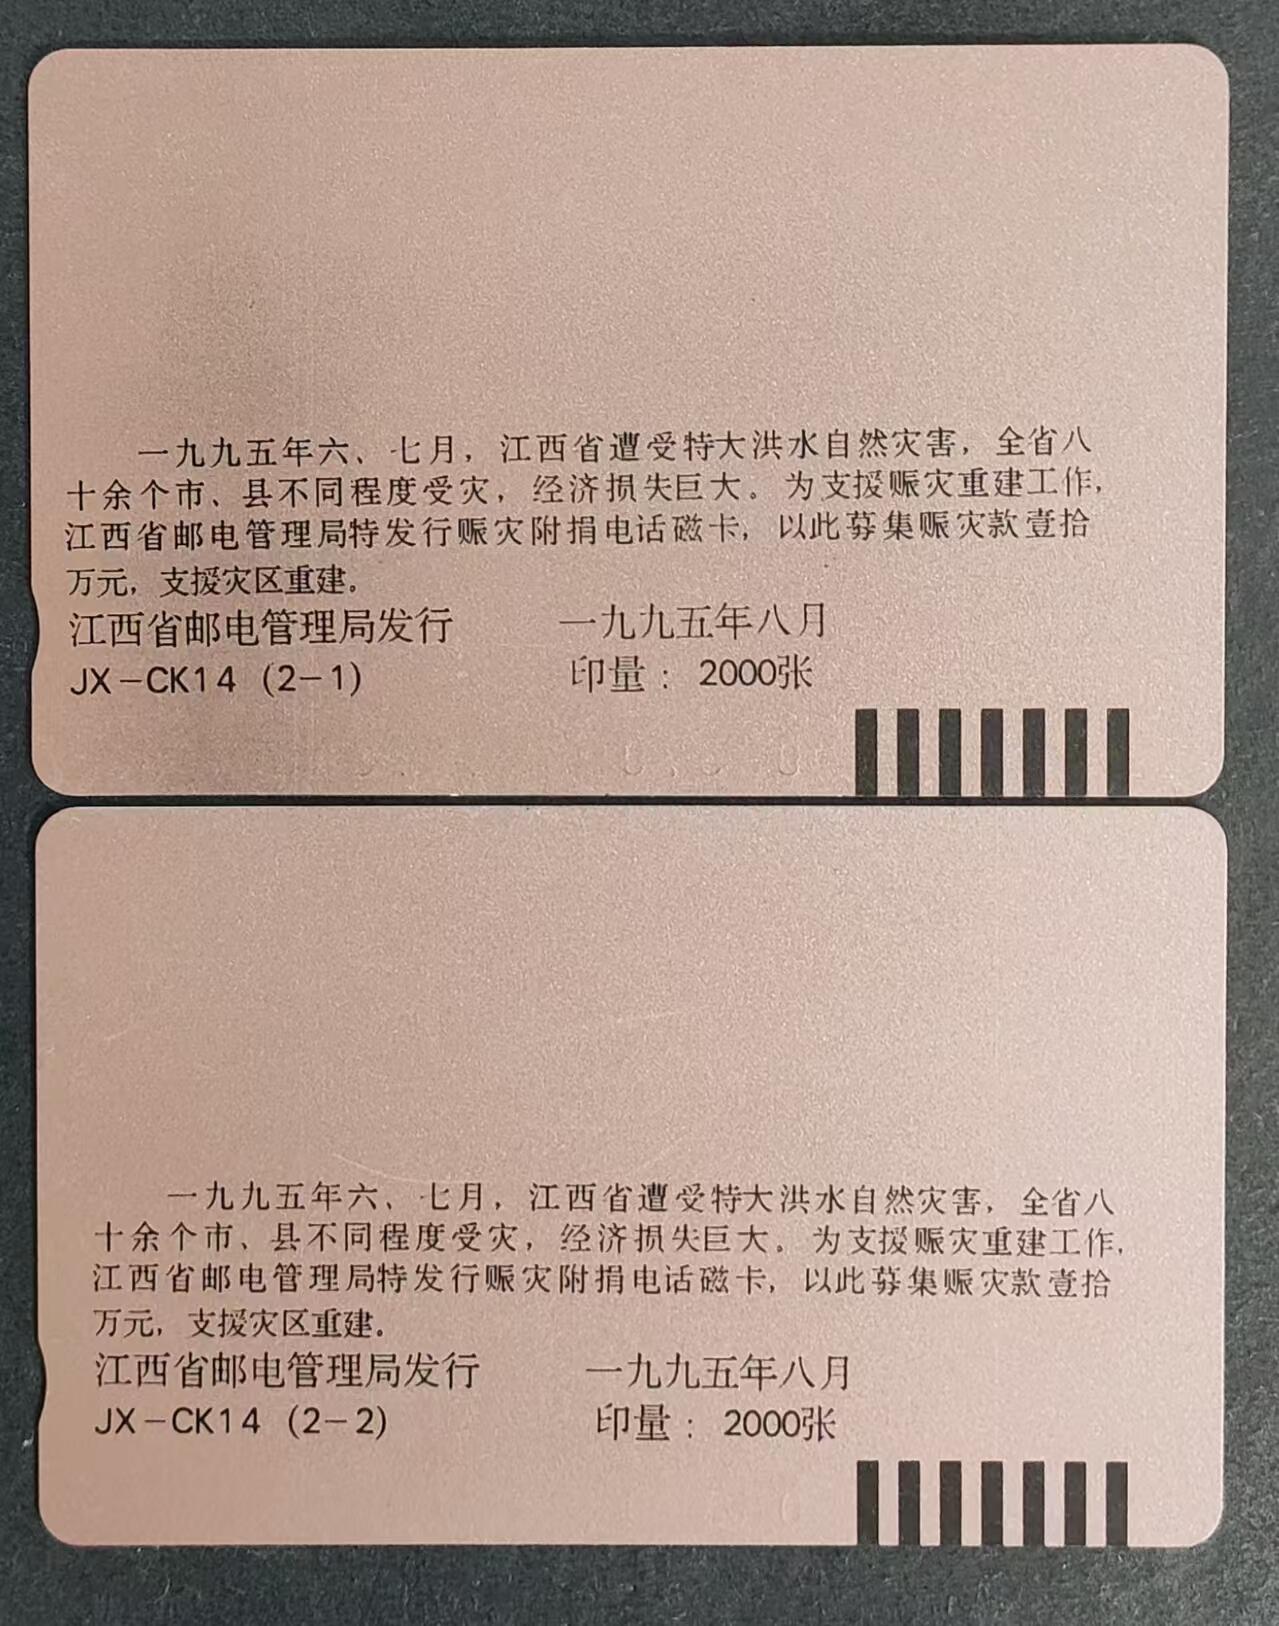 一九九五年六、七月，江西省遭受特大洪水自然灾害，全省八
十余个市、县不同程度受灾，经济损失巨大。为支援赈灾重建工作，
江西省邮电管理局特发行赈灾附捐电话磁卡，以此募集赈灾款壹拾
万元，支援灾区重建。
江西省邮电管理局发行 一九九五年八月
JX-CK14 (2-1) 印量：2000张
一九九五年六、七月，江西省遭受特大洪水自然灾害，全省八
十余个市、县不同程度受灾，经济损失巨大。为支援赈灾重建工作，
江西省邮电管理局特发行赈灾附捐电话磁卡，以此募集赈灾款壹拾
万元，支援灾区重建。
江西省邮电管理局发行 一九九五年八月
JX-CK14 (2-2) 印量：2000张